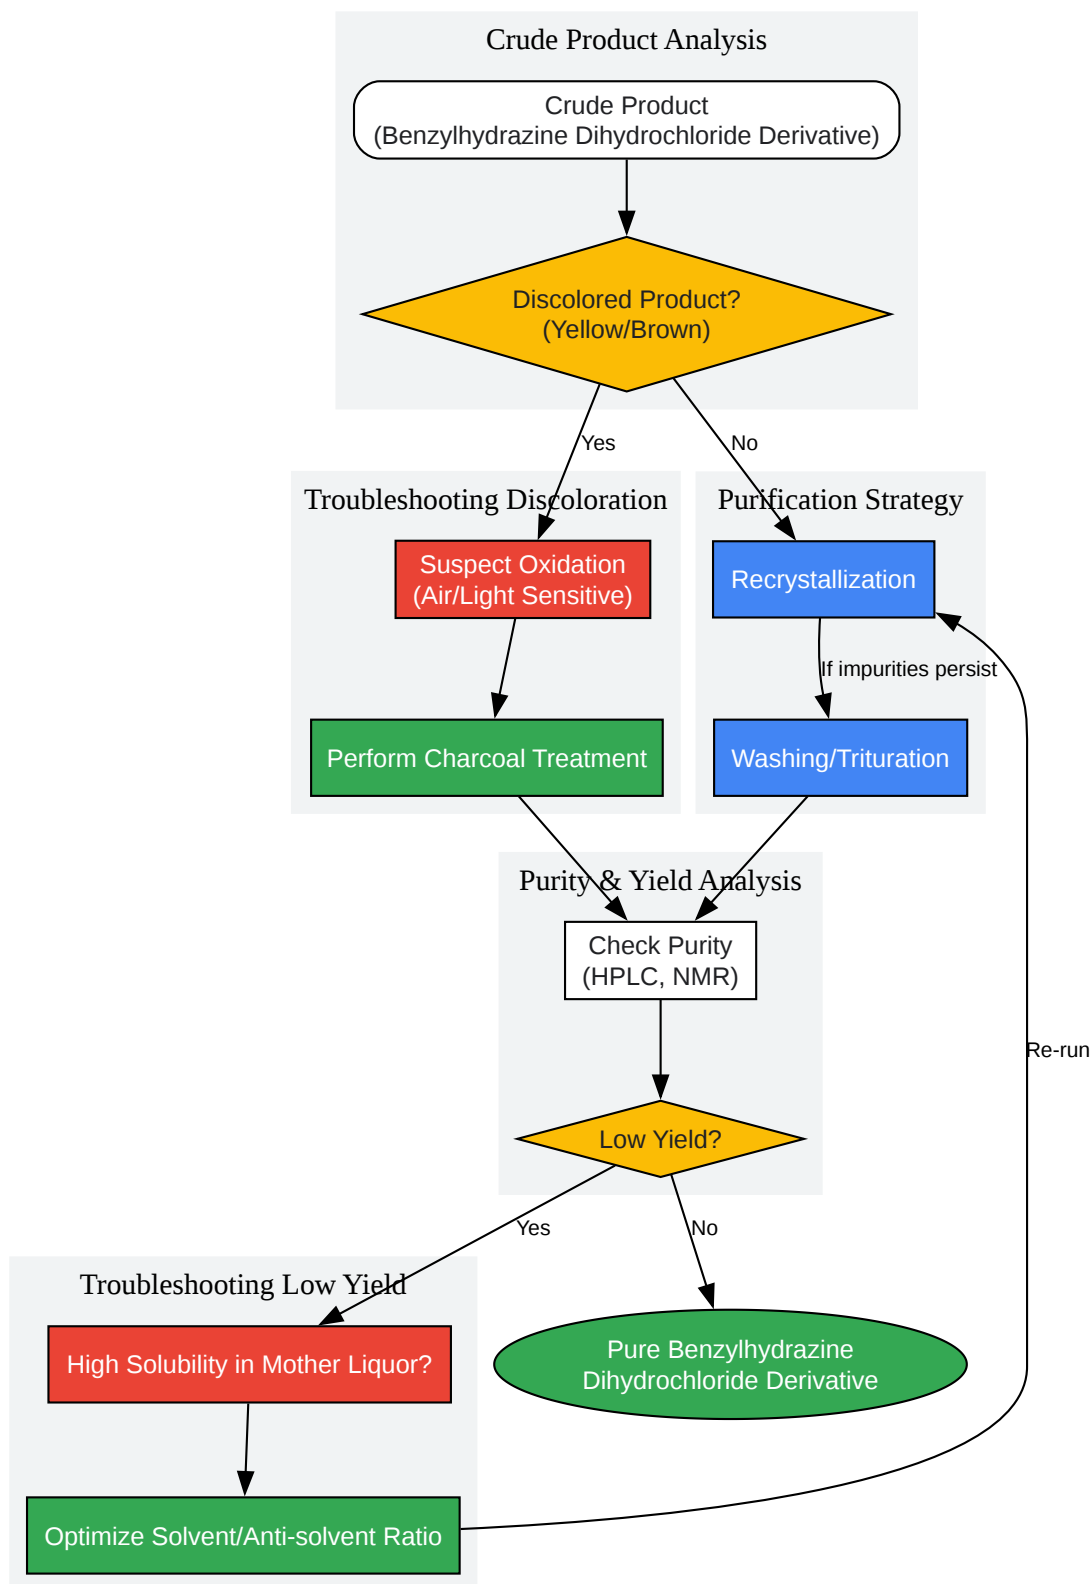 Crude Product Analysis
Crude Product
(Benzylhydrazine Dihydrochloride Derivative)
Discolored Product?
(Yellow/Brown)
Yes
No
Troubleshooting Discoloration
Purification Strategy
Suspect Oxidation
(Air/Light Sensitive)
Recrystallization
If impurities persist
Perform Charcoal Treatment
Washing/Trituration
Purity & Yield Analysis
Check Purity
(HPLC, NMR)
Re-run
Low Yield?
Yes
No
Troubleshooting Low Yield
High Solubility in Mother Liquor?
Pure Benzylhydrazine
Dihydrochloride Derivative
Optimize Solvent/Anti-solvent Ratio